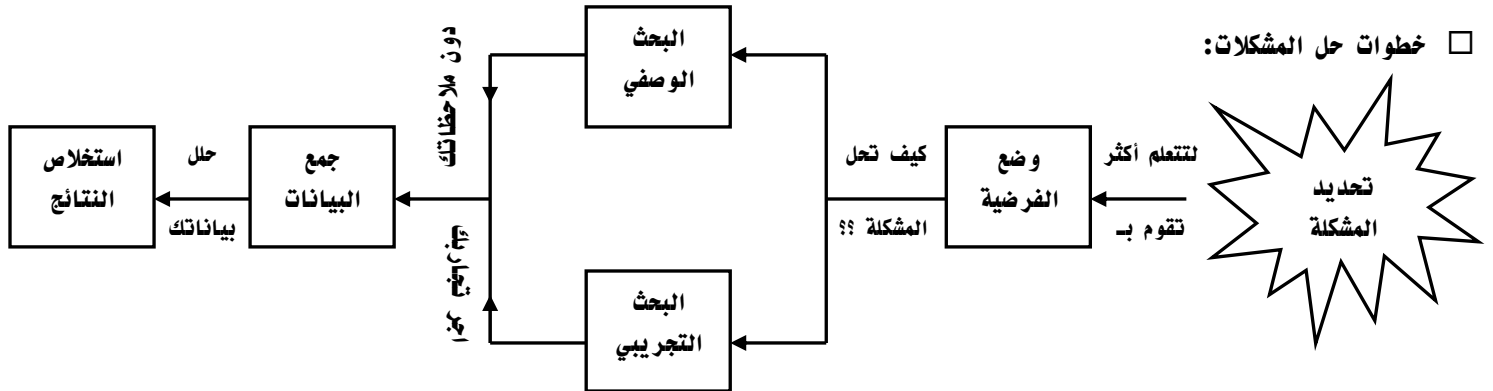 □ خطوات حل المشكلات:
تحديد
المشكلة
لتتعلم أكثر
تقوم بـ
وضع
الفرضية
كيف تحل
المشكلة ؟؟
البحث
الوصفي
البحث
التجريبي
دون ملاحظاتك
جمع
البيانات
حلل
بياناتك
استخلاص
النتائج